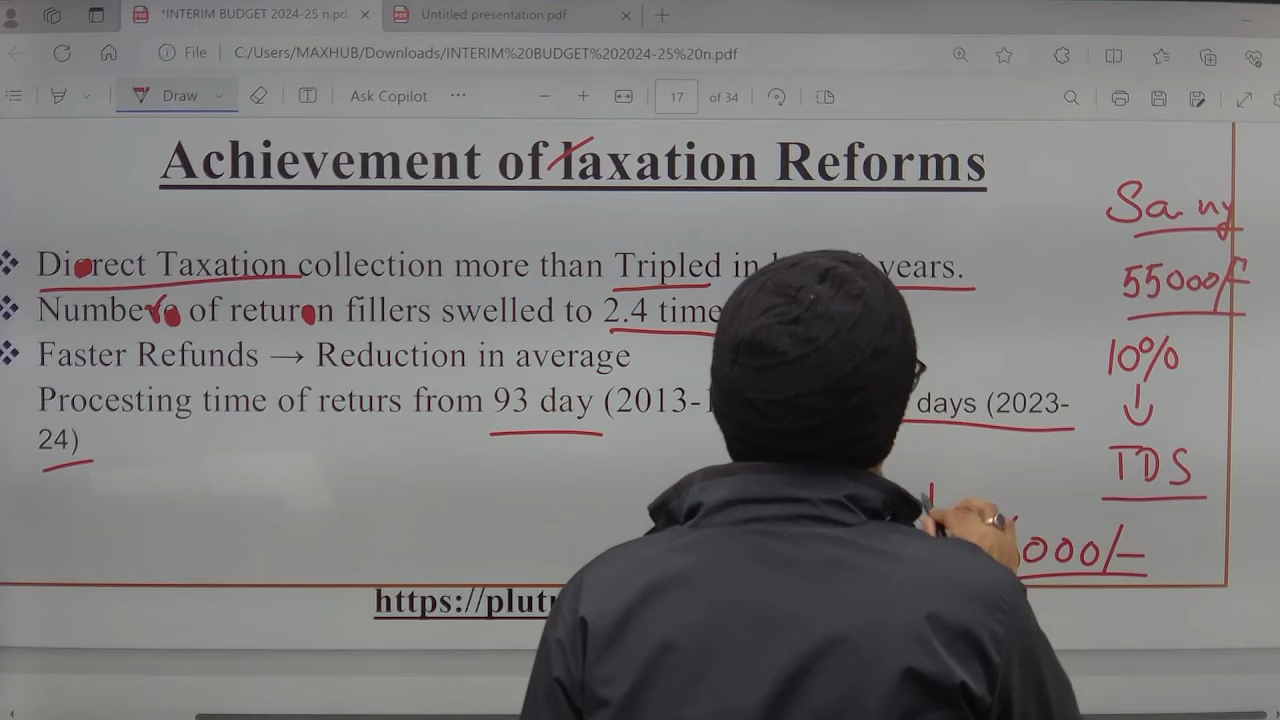 *INTERIM BUDGET 2024-25 n.pd
Untitled presentation.pdf
File C:/Users/MAXHUB/Downloads/INTERIM%20BUDGET%202024-25%20n.pdf
Draw Ask Copilot 17 of 34
Achievement of Taxation Reforms
Direct Taxation collection more than Tripled in years.
Number of return fillers swelled to 2.4 time
Faster Refunds → Reduction in average
Procesting time of returs from 93 day (2013- days (2023-
24)
https://plut
Sa ny
55000/-
10%
↓
TDS
000/-